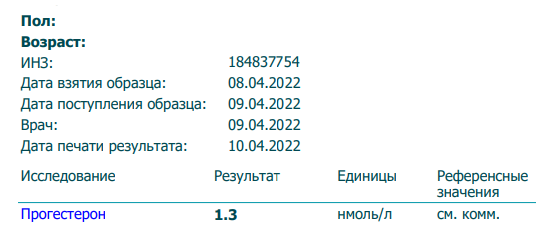 Пол:
Возраст:
ИНЗ: 184837754
Дата взятия образца: 08.04.2022
Дата поступления образца: 09.04.2022
Врач: 09.04.2022
Дата печати результата: 10.04.2022
Исследование Результат Единицы Референсные
значения
Прогестерон 1.3 нмоль/л см. комм.